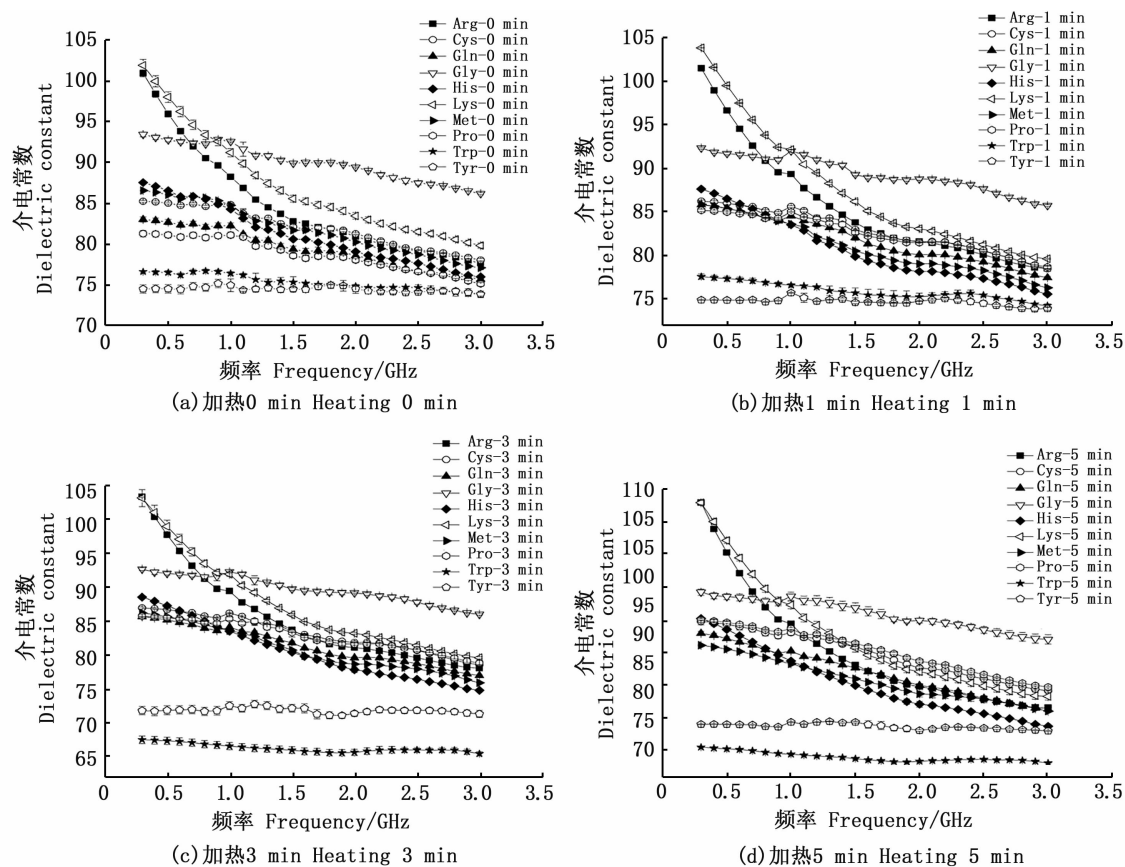 105
100
95
90
85
80
75
70
介电常数
Dielectric constant
Arg-0 min
Cys-0 min
Gln-0 min
Gly-0 min
His-0 min
Lys-0 min
Met-0 min
Pro-0 min
Trp-0 min
Tyr-0 min
0 0.5 1.0 1.5 2.0 2.5 3.0 3.5
频率 Frequency/GHz
(a)加热0 min Heating 0 min
105
100
95
90
85
80
75
介电常数
Dielectric constant
Arg-1 min
Cys-1 min
Gln-1 min
Gly-1 min
His-1 min
Lys-1 min
Met-1 min
Pro-1 min
Trp-1 min
Tyr-1 min
0 0.5 1.0 1.5 2.0 2.5 3.0 3.5
频率 Frequency/GHz
(b)加热1 min Heating 1 min
105
100
95
90
85
80
75
70
65
介电常数
Dielectric constant
Arg-3 min
Cys-3 min
Gln-3 min
Gly-3 min
His-3 min
Lys-3 min
Met-3 min
Pro-3 min
Trp-3 min
Tyr-3 min
0 0.5 1.0 1.5 2.0 2.5 3.0 3.5
频率 Frequency/GHz
(c)加热3 min Heating 3 min
110
105
105
100
95
90
85
80
75
70
介电常数
Dielectric constant
Arg-5 min
Cys-5 min
Gln-5 min
Gly-5 min
His-5 min
Lys-5 min
Met-5 min
Pro-5 min
Trp-5 min
Tyr-5 min
0 0.5 1.0 1.5 2.0 2.5 3.0 3.5
频率 Frequency/GHz
(d)加热5 min Heating 5 min